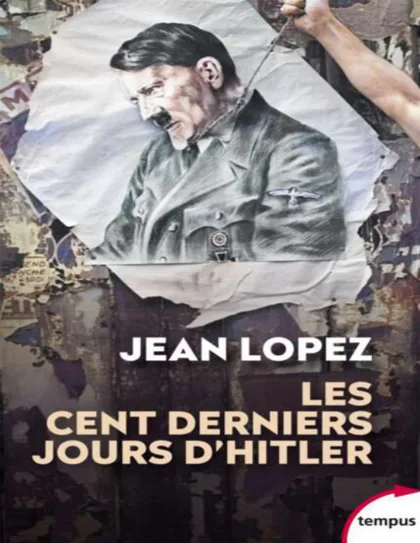 JEAN LOPEZ
LES
CENT DERNIERS
JOURS D'HITLER
tempus